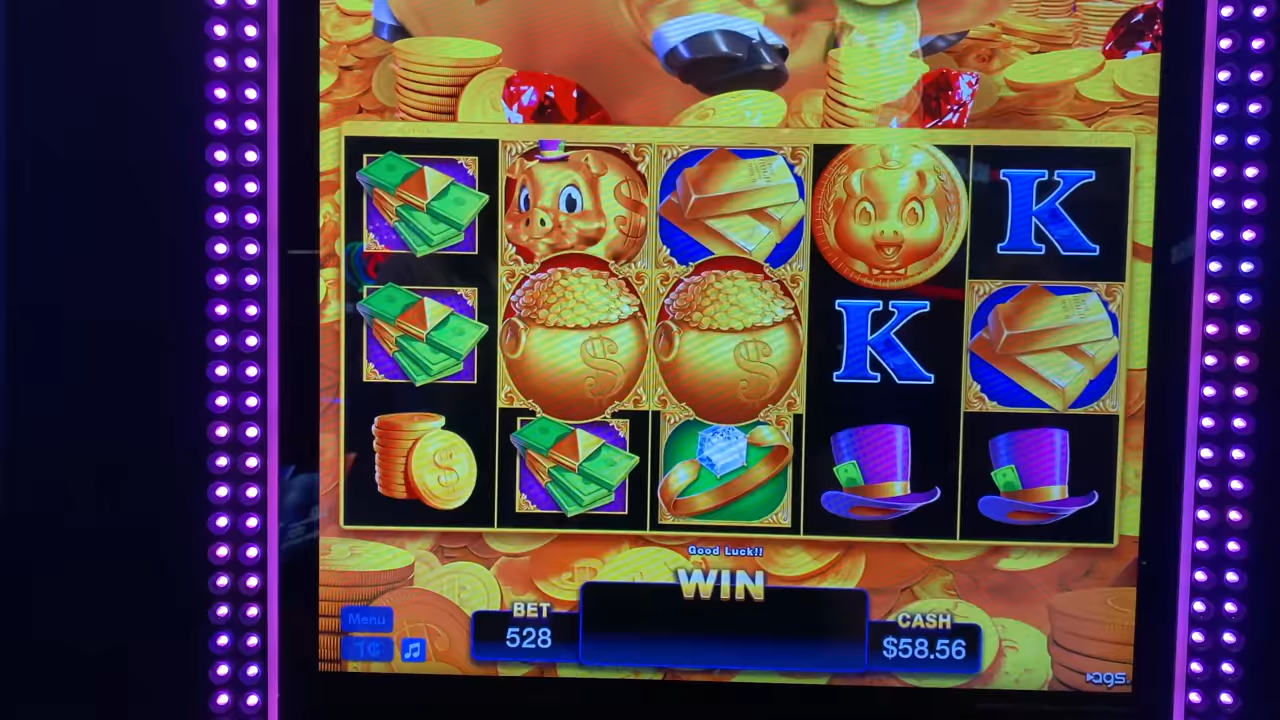 K
K
$
$
$
$
Good Luck!!
WIN
BET
528
CASH
$58.56
Menu
1¢
ags